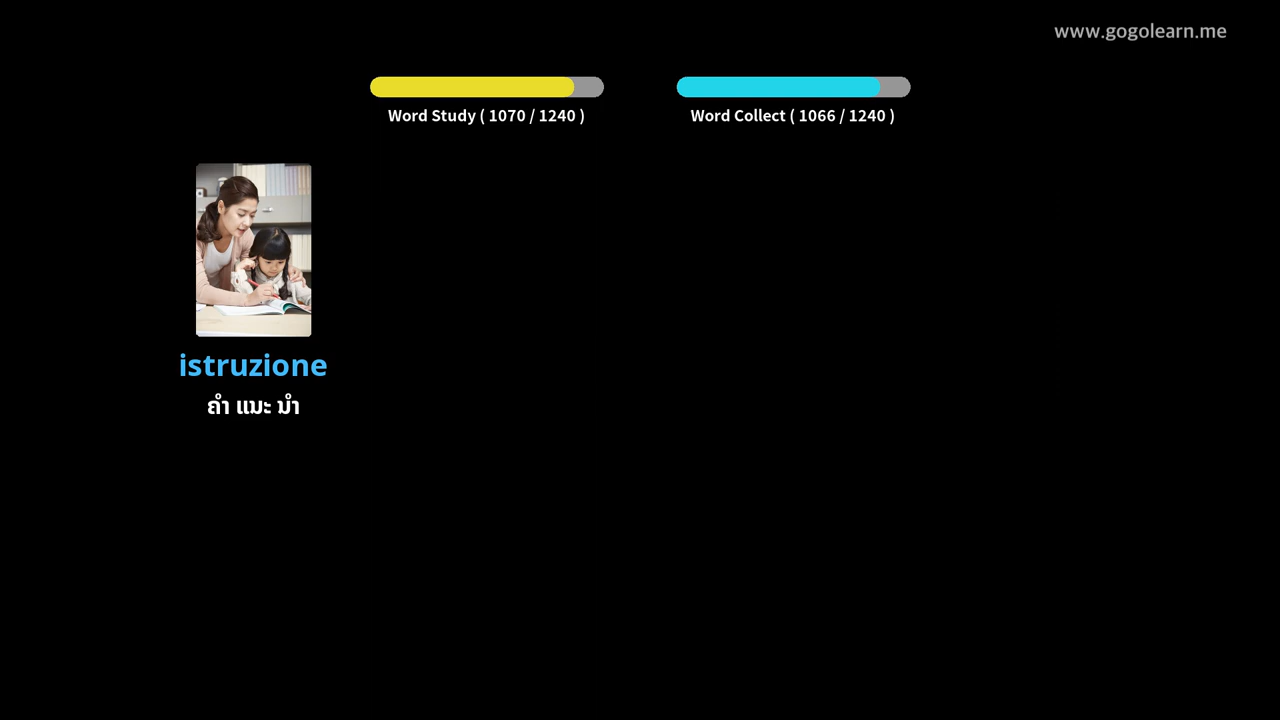 www.gogolearn.me
Word Study ( 1070 / 1240 )
Word Collect ( 1066 / 1240 )
istruzione
ຄຳ ແນະ ນຳ